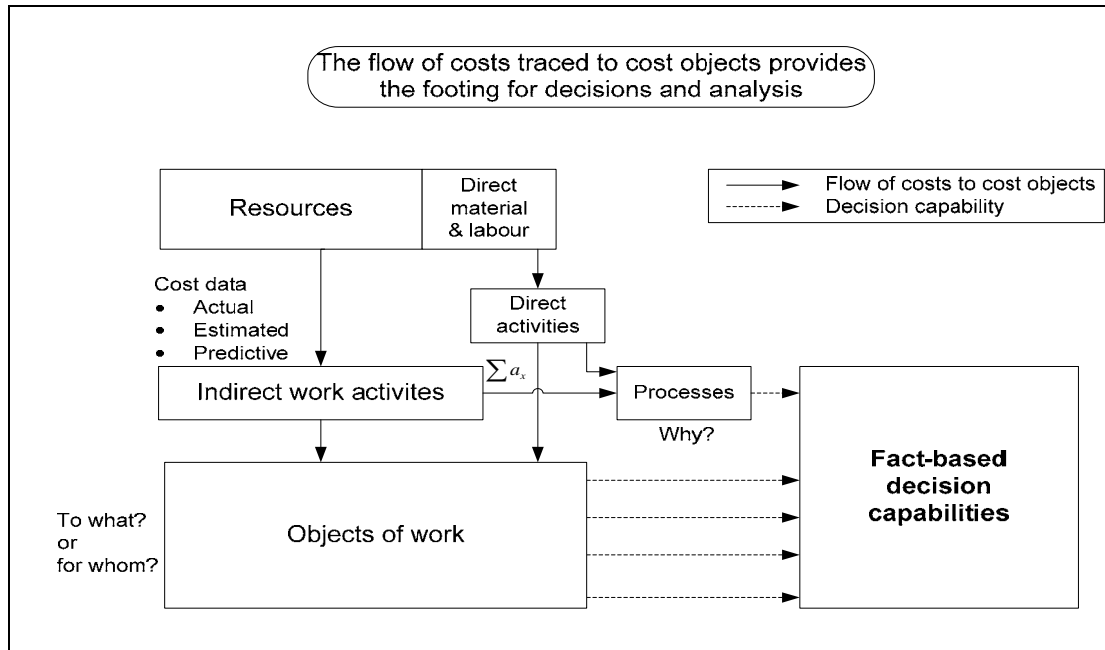 The flow of costs traced to cost objects provides
the footing for decisions and analysis
Resources
Direct
material
& labour
Flow of costs to cost objects
Decision capability
Cost data
• Actual
• Estimated
• Predictive
Direct
activities
∑ aₓ
Indirect work activites
Processes
Why?
Fact-based
decision
capabilities
To what?
or
for whom?
Objects of work